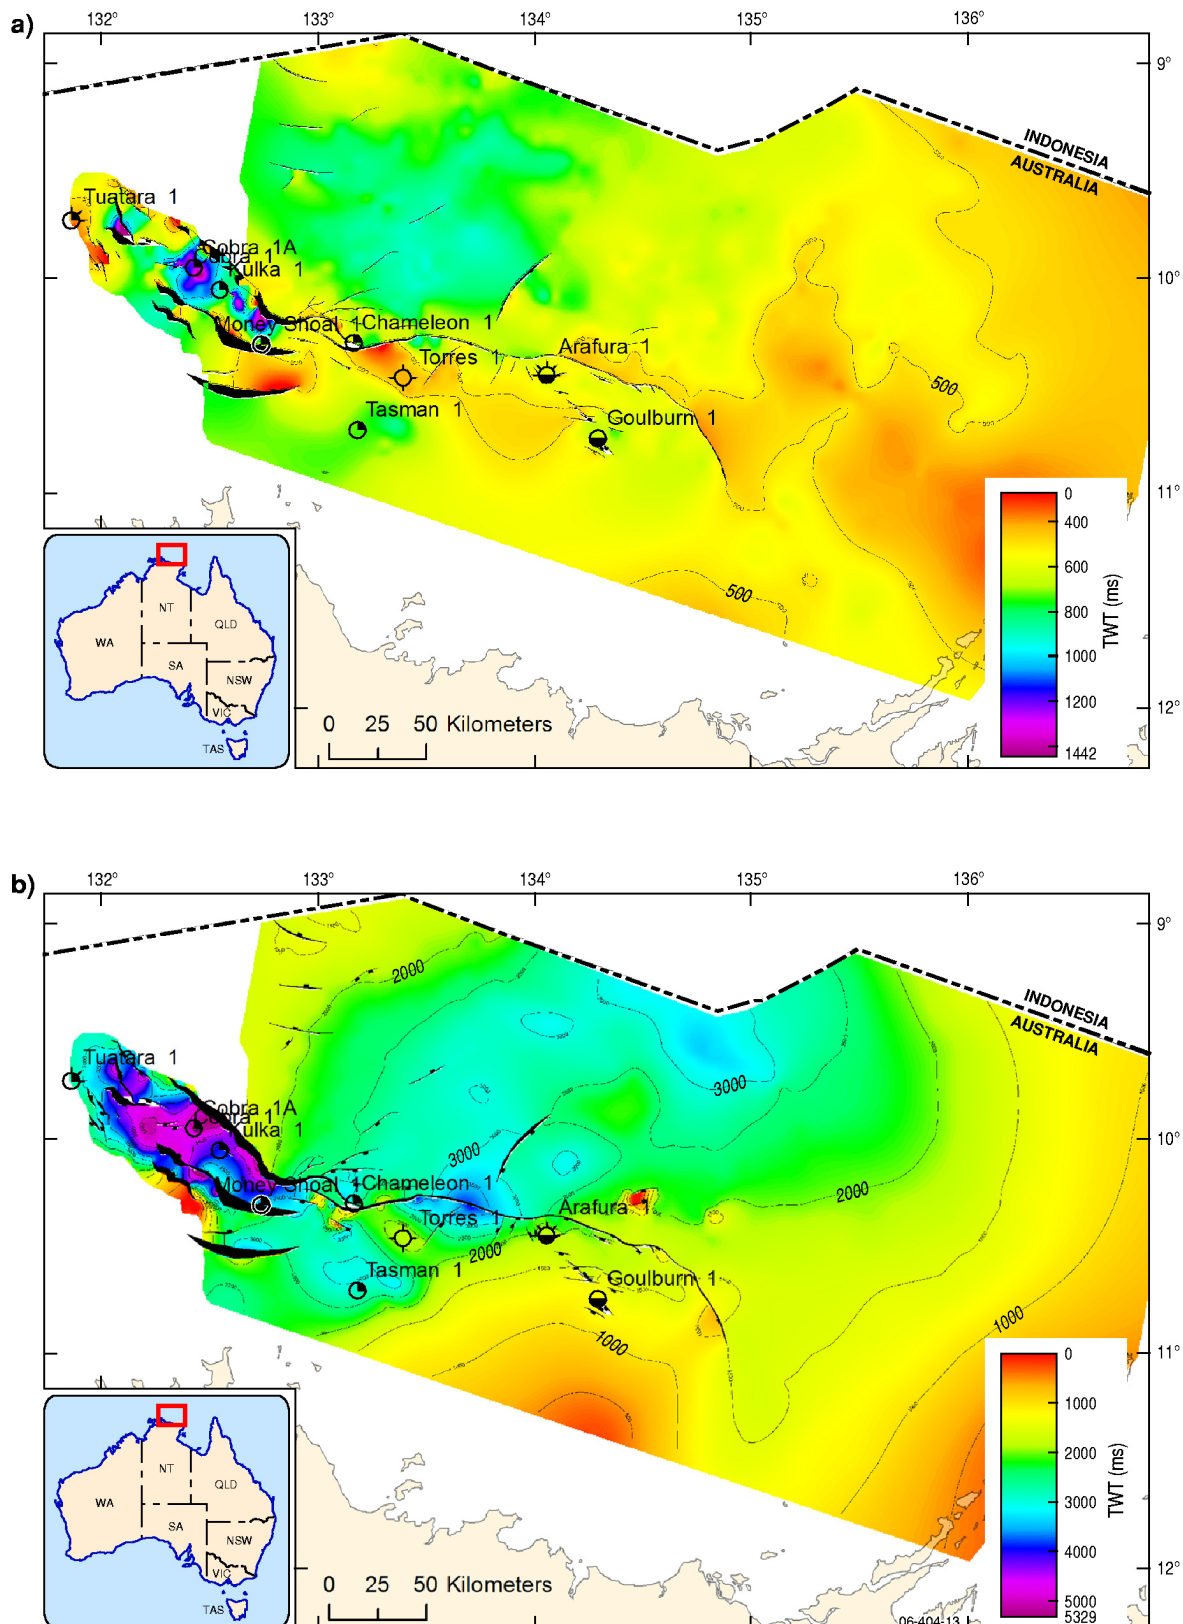 a)
132° 133° 134° 135° 136°
9°
INDONESIA
AUSTRALIA
Tuatara 1
Cobra 1A
Cobra 1
Kulka 1
10°
Money Shoal 1
Chameleon 1
Torres 1
Arafura 1
500
Tasman 1
Goulburn 1
11°
500
0
400
600
800
1000
1200
1442
TWT (ms)
NT
WA
QLD
SA
NSW
VIC
TAS
0 25 50 Kilometers
12°
b)
132° 133° 134° 135° 136°
9°
2000
INDONESIA
AUSTRALIA
Tuatara 1
3000
Cobra 1A
Cobra 1
Kulka 1
10°
3000
Money Shoal 1
Chameleon 1
2000
Torres 1
Arafura 1
2000
Tasman 1
Goulburn 1
1000
1000
11°
0
1000
2000
3000
4000
5000
5329
TWT (ms)
NT
WA
QLD
SA
NSW
VIC
TAS
0 25 50 Kilometers
12°
06-404-13